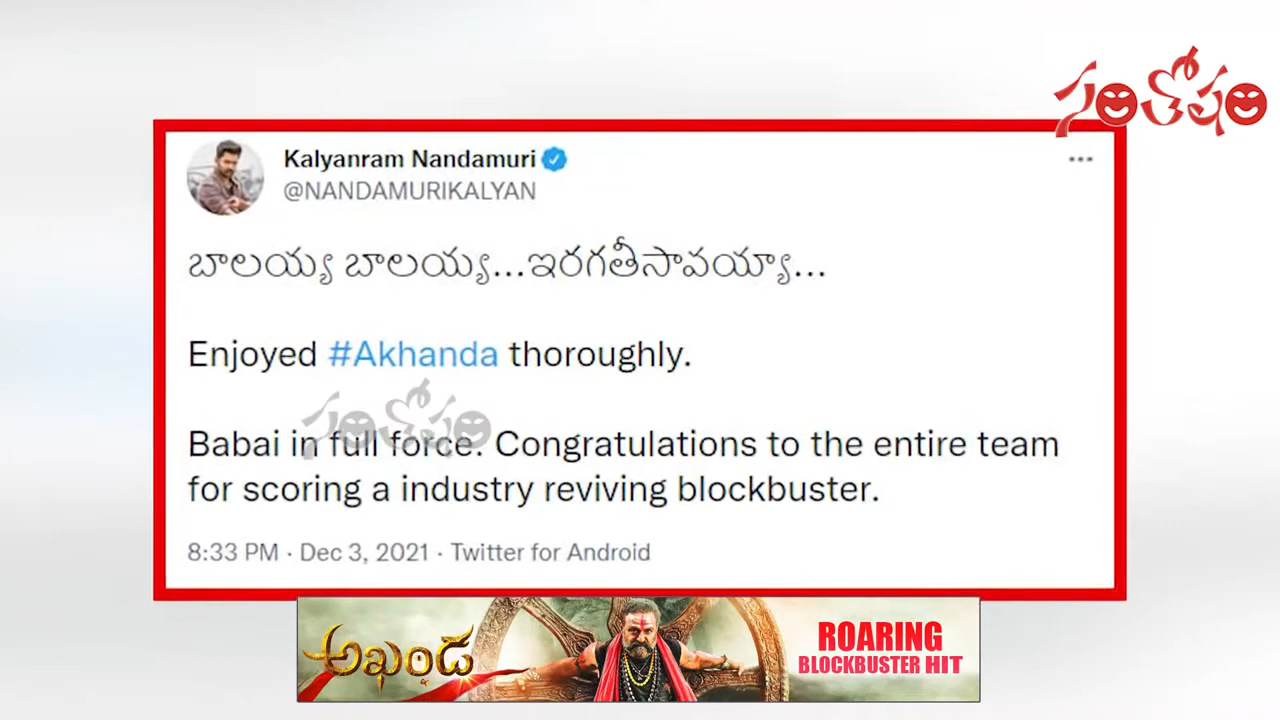 సంతోషం
Kalyanram Nandamuri
@NANDAMURIKALYAN
బాలయ్య బాలయ్య...ఇరగతీసావయ్యా...
Enjoyed #Akhanda thoroughly.
సంతోషం
Babai in full force. Congratulations to the entire team
for scoring a industry reviving blockbuster.
8:33 PM · Dec 3, 2021 · Twitter for Android
అఖండ
ROARING
BLOCKBUSTER HIT